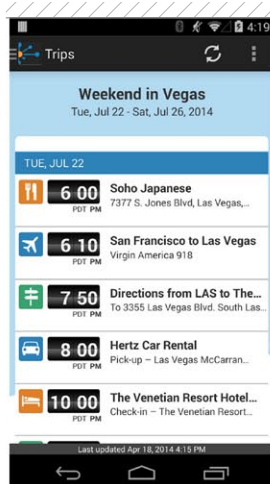 4:19
Trips
Weekend in Vegas
Tue, Jul 22 - Sat, Jul 26, 2014
TUE, JUL 22
6 00 PDT PM
Soho Japanese
7377 S. Jones Blvd, Las Vegas,...
6 10 PDT PM
San Francisco to Las Vegas
Virgin America 918
7 50 PDT PM
Directions from LAS to The...
To 3355 Las Vegas Blvd. South Las...
8 00 PDT PM
Hertz Car Rental
Pick-up – Las Vegas McCarran...
10 00 PDT PM
The Venetian Resort Hotel...
Check-in – The Venetian Resort...
Last updated Apr 18, 2014 4:15 PM